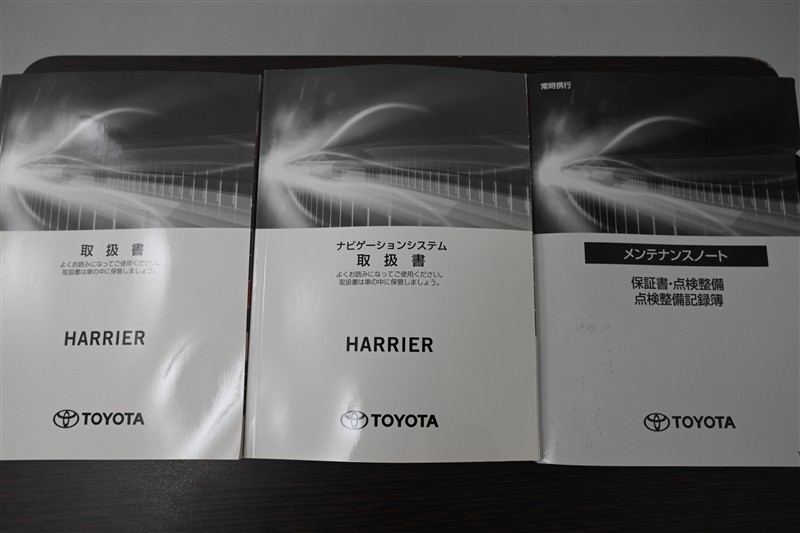 取扱書
よくお読みになってご使用ください。
取扱書は車の中に保管しましょう。
HARRIER
TOYOTA
ナビゲーションシステム
取扱書
よくお読みになってご使用ください。
取扱書は車の中に保管しましょう。
HARRIER
TOYOTA
常時携行
メンテナンスノート
保証書・点検整備
点検整備記録簿
TOYOTA